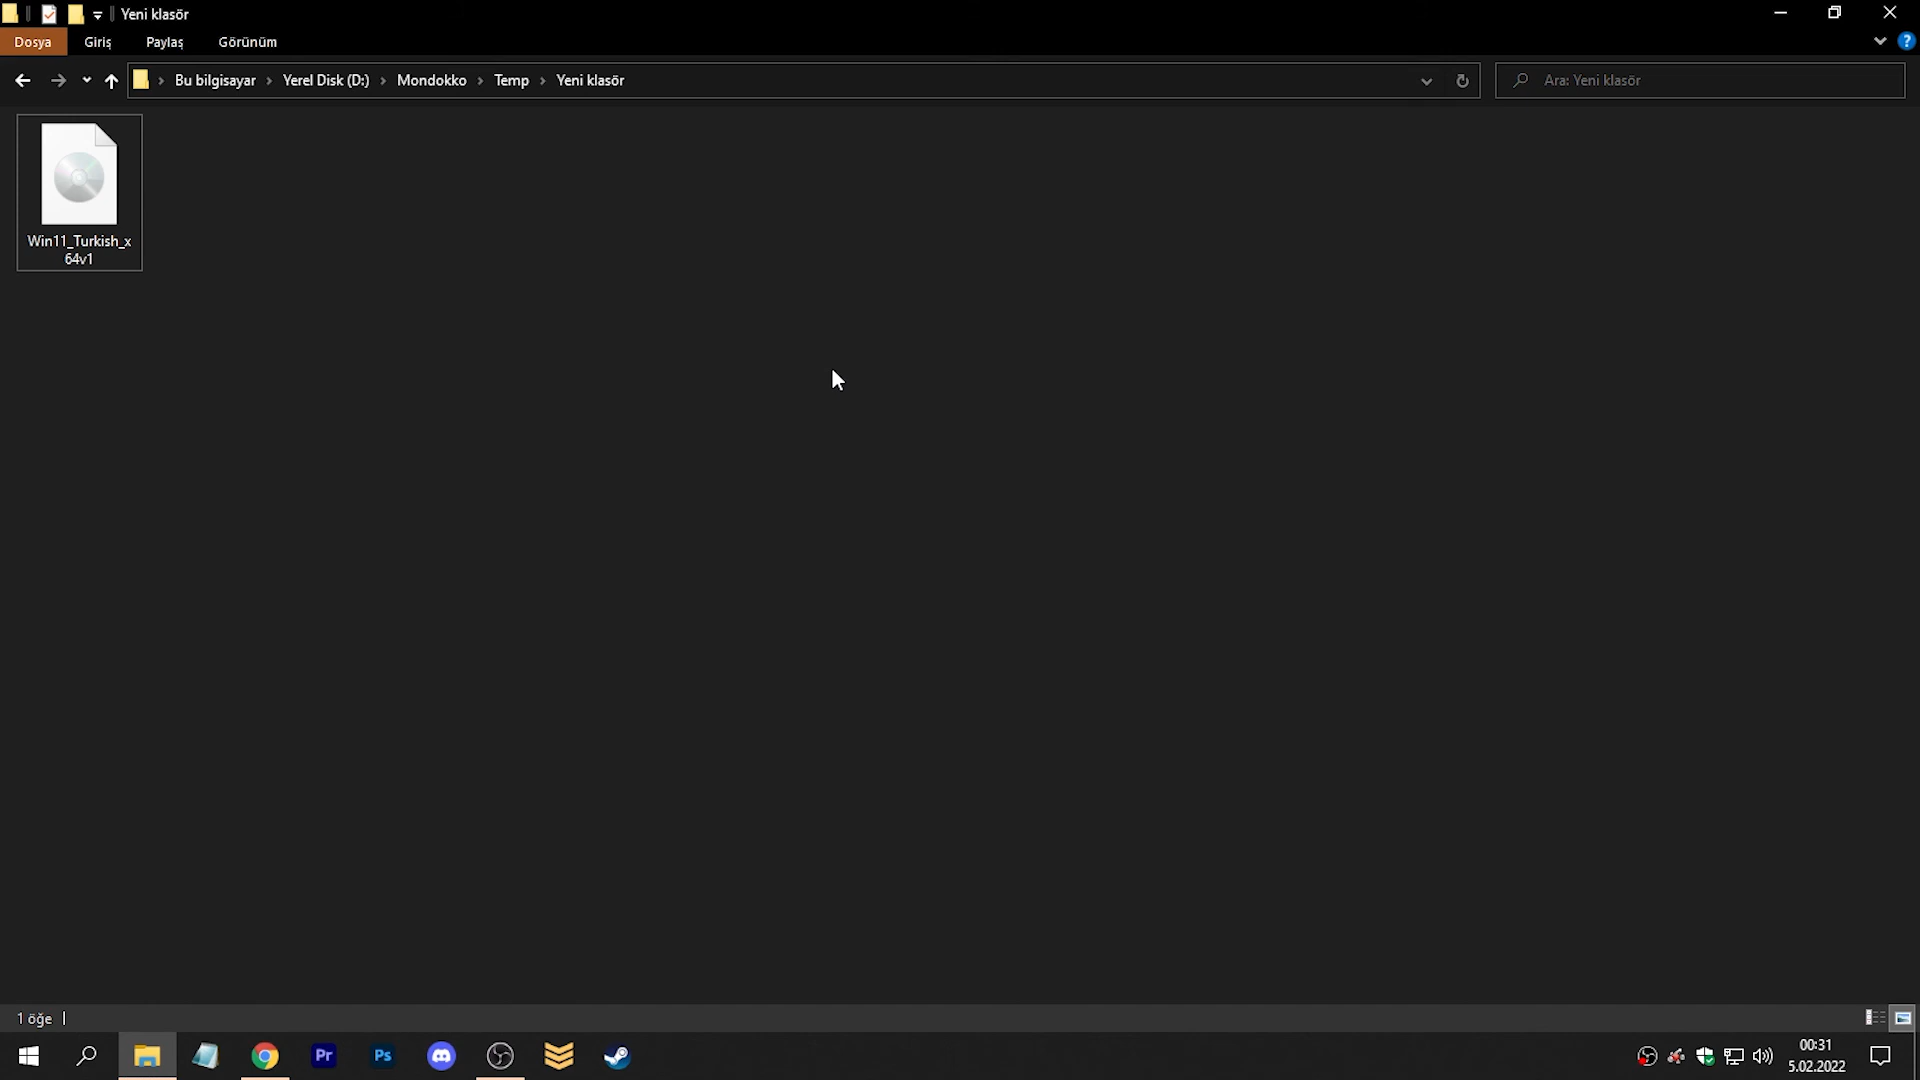 Yeni klasör
Dosya Giriş Paylaş Görünüm
Bu bilgisayar Yerel Disk (D:) Mondokko Temp Yeni klasör
Ara: Yeni klasör
Win11_Turkish_x
64v1
1 öğe
Pr Ps
00:31
5.02.2022